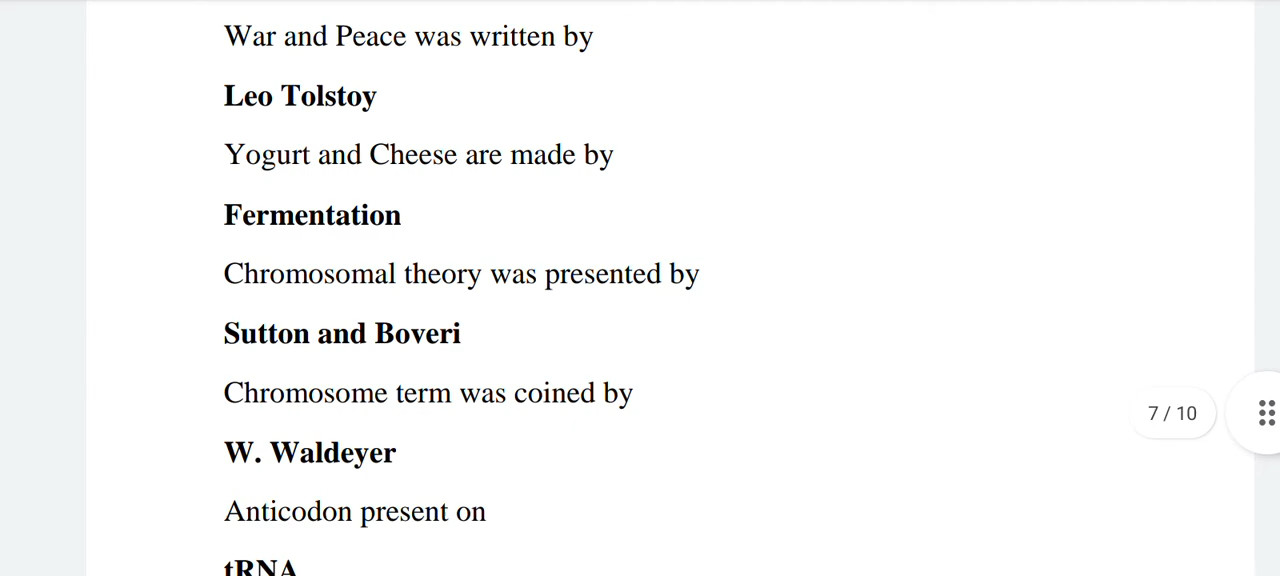 War and Peace was written by
Leo Tolstoy
Yogurt and Cheese are made by
Fermentation
Chromosomal theory was presented by
Sutton and Boveri
Chromosome term was coined by
7 / 10
W. Waldeyer
Anticodon present on
tRNA